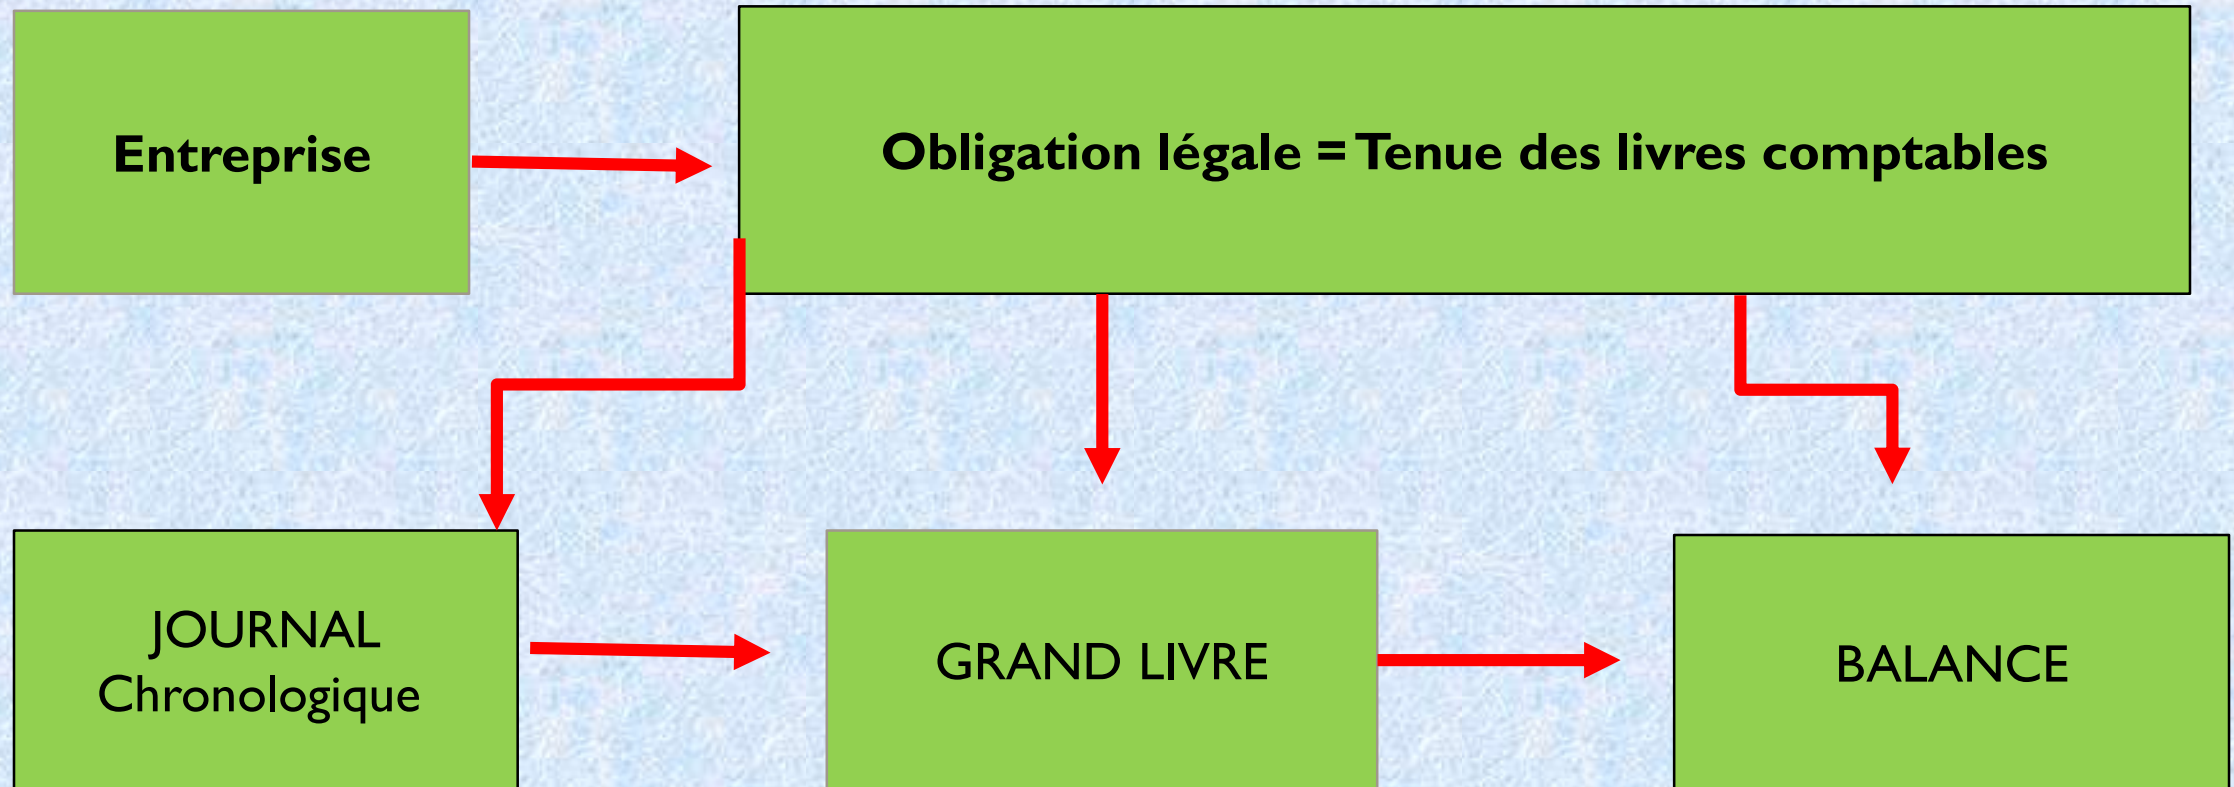 Entreprise
Obligation légale = Tenue des livres comptables
JOURNAL
Chronologique
GRAND LIVRE
BALANCE